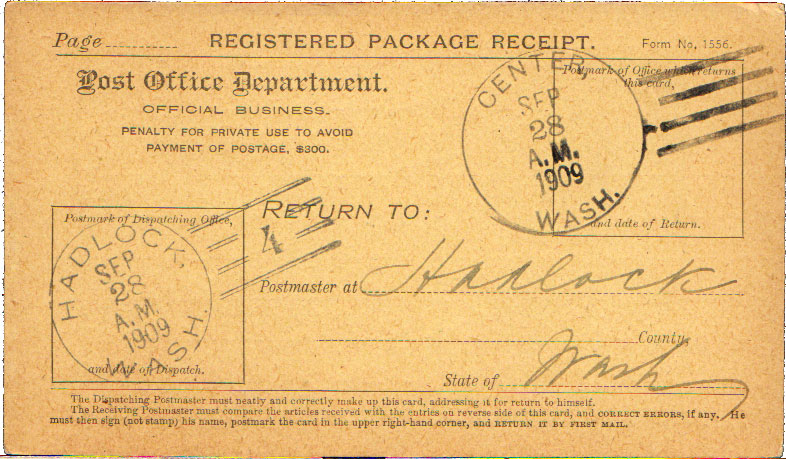 Page
REGISTERED PACKAGE RECEIPT.
Form No, 1556.
Post Office Department.
OFFICIAL BUSINESS.
PENALTY FOR PRIVATE USE TO AVOID
PAYMENT OF POSTAGE, $300.
Postmark of Office which returns
this card,
CENTER,
SEP
28
A.M.
1909
WASH.
and date of Return.
Postmark of Dispatching Office,
HADLOCK,
SEP
28
A.M.
1909
WASH.
and date of Dispatch.
4
RETURN TO:
Postmaster at Hadlock
County,
State of Wash
The Dispatching Postmaster must neatly and correctly make up this card, addressing it for return to himself.
The Receiving Postmaster must compare the articles received with the entries on reverse side of this card, and CORRECT ERRORS, if any. He
must then sign (not stamp) his name, postmark the card in the upper right-hand corner, and RETURN IT BY FIRST MAIL.